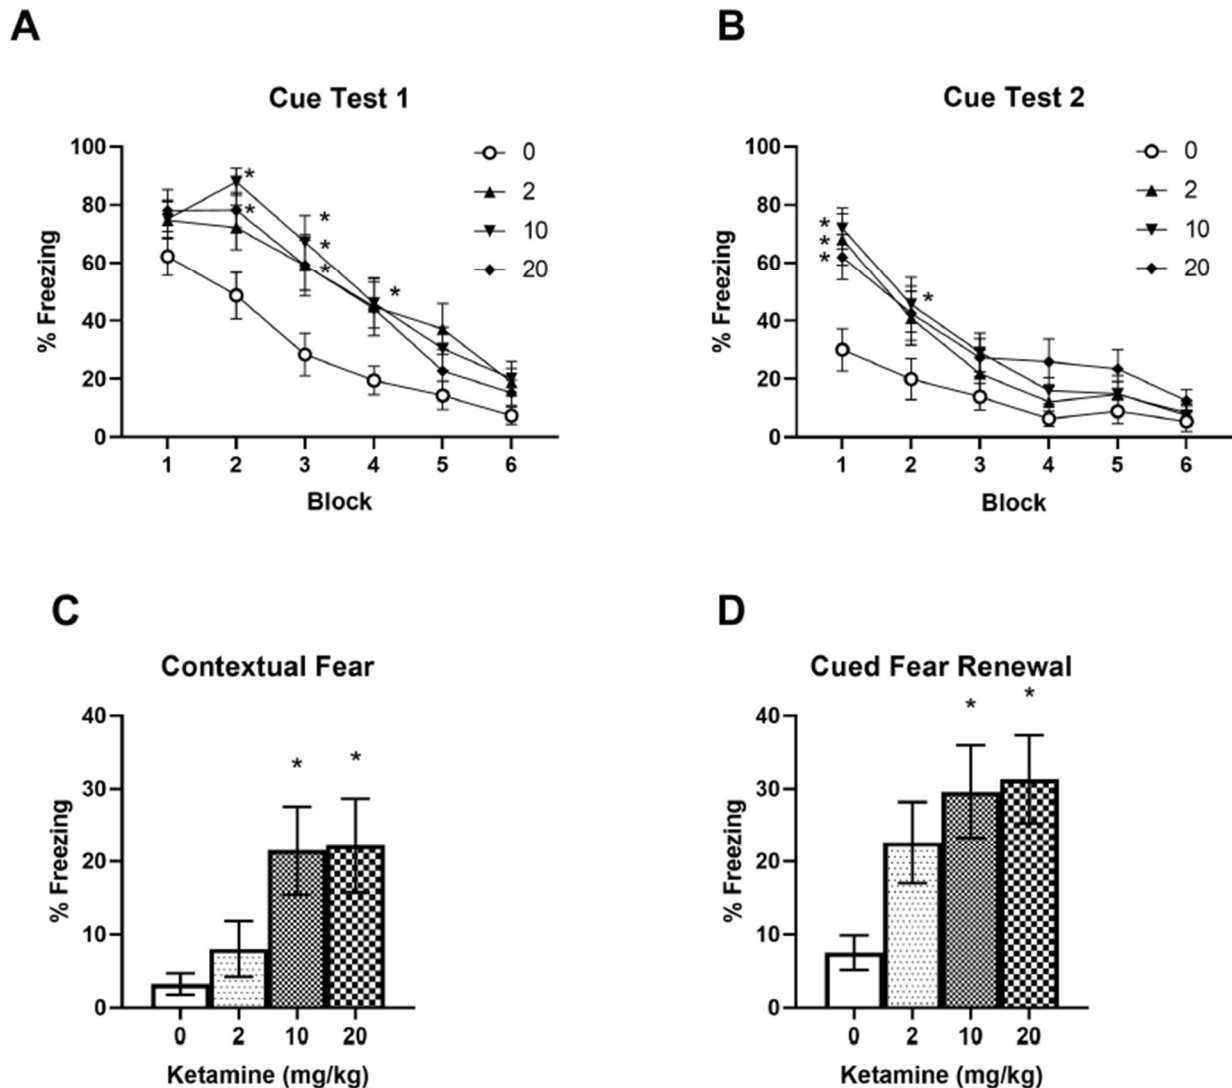 A
Cue Test 1
% Freezing
100
80
60
40
20
0
* * * * * *
1 2 3 4 5 6
Block
0
2
10
20
B
Cue Test 2
% Freezing
100
80
60
40
20
0
* * * *
1 2 3 4 5 6
Block
0
2
10
20
C
Contextual Fear
% Freezing
40
30
20
10
0
* *
0 2 10 20
Ketamine (mg/kg)
D
Cued Fear Renewal
% Freezing
40
30
20
10
0
* *
0 2 10 20
Ketamine (mg/kg)